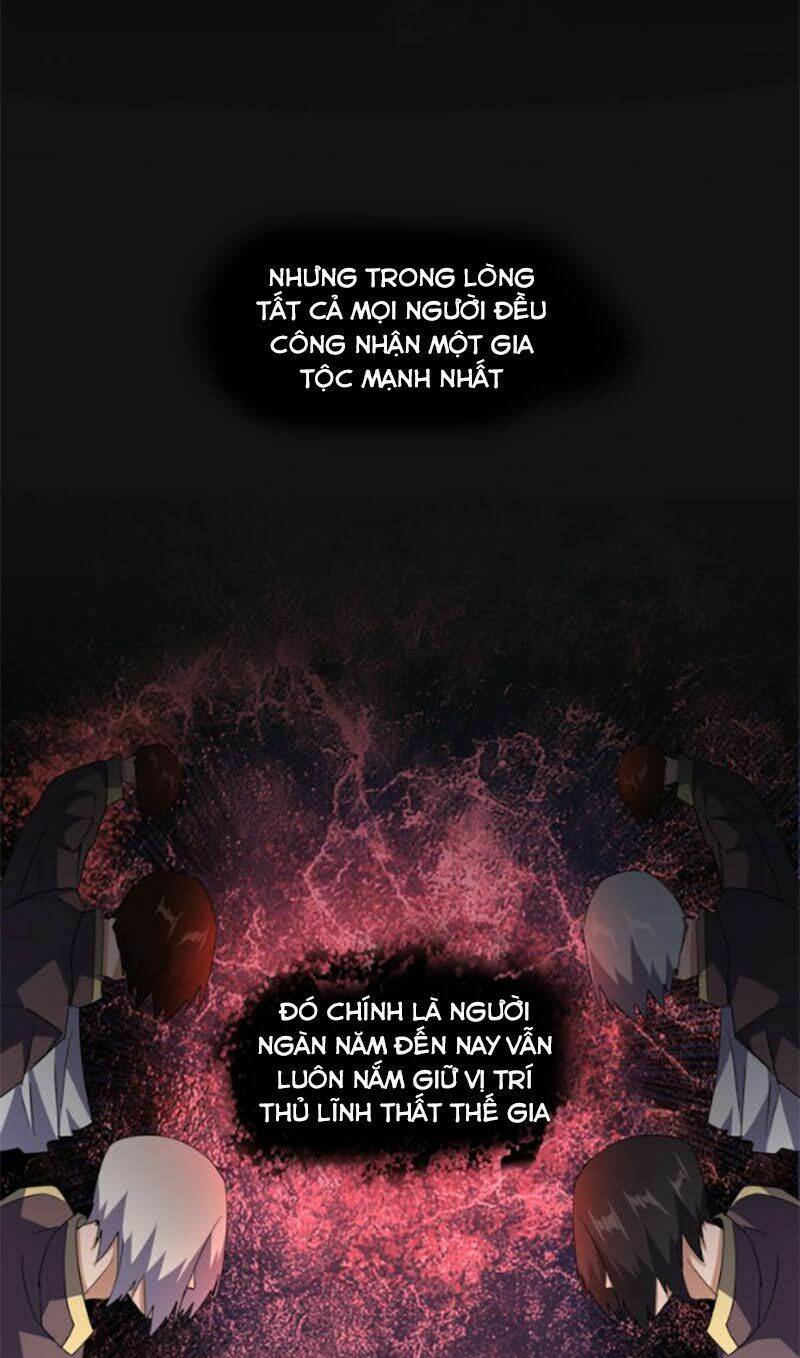 NHƯNG TRONG LÒNG
TẤT CẢ MỌI NGƯỜI ĐỀU
CÔNG NHẬN MỘT GIA
TỘC MẠNH NHẤT
ĐÓ CHÍNH LÀ NGƯỜI
NGÀN NĂM ĐẾN NAY VẪN
LUÔN NẮM GIỮ VỊ TRÍ
THỦ LĨNH THẤT THẾ GIA